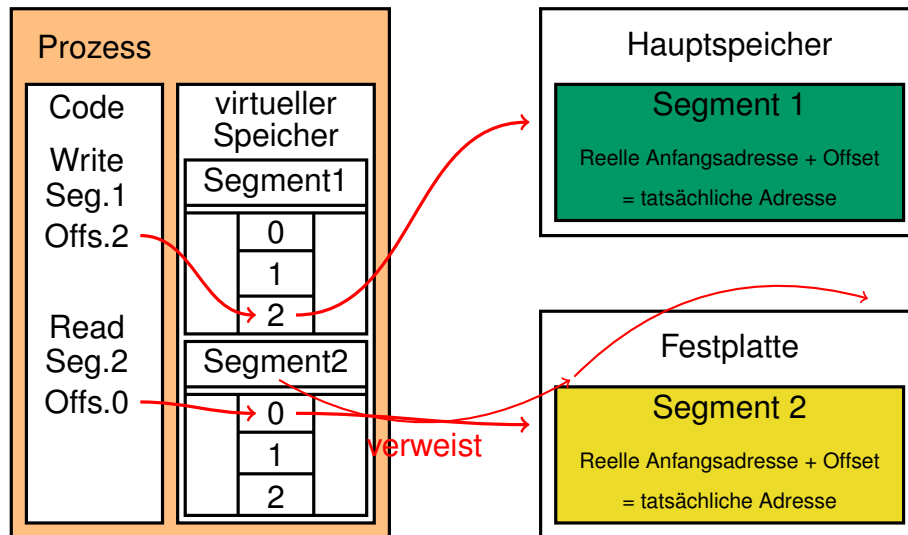 Prozess
Code
Write
Seg.1
Offs.2
Read
Seg.2
Offs.0
virtueller
Speicher
Segment1
0
1
2
Segment2
0
1
2
verweist
Hauptspeicher
Segment 1
Reelle Anfangsadresse + Offset
= tatsächliche Adresse
Festplatte
Segment 2
Reelle Anfangsadresse + Offset
= tatsächliche Adresse